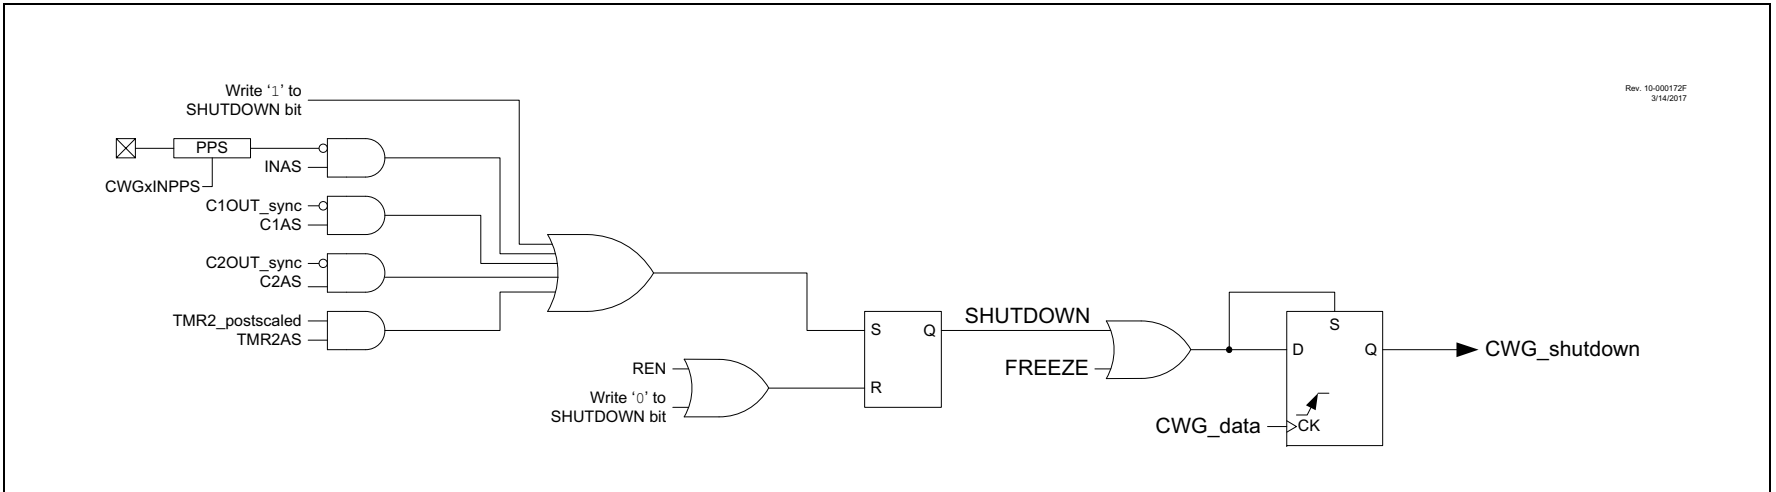 Write ‘1’ to
SHUTDOWN bit
Rev. 10-000172F
3/14/2017
PPS
INAS
CWGxINPPS
C1OUT_sync
C1AS
C2OUT_sync
C2AS
TMR2_postscaled
TMR2AS
REN
Write ‘0’ to
SHUTDOWN bit
S
Q
R
SHUTDOWN
FREEZE
S
D
Q
CWG_data
CK
CWG_shutdown